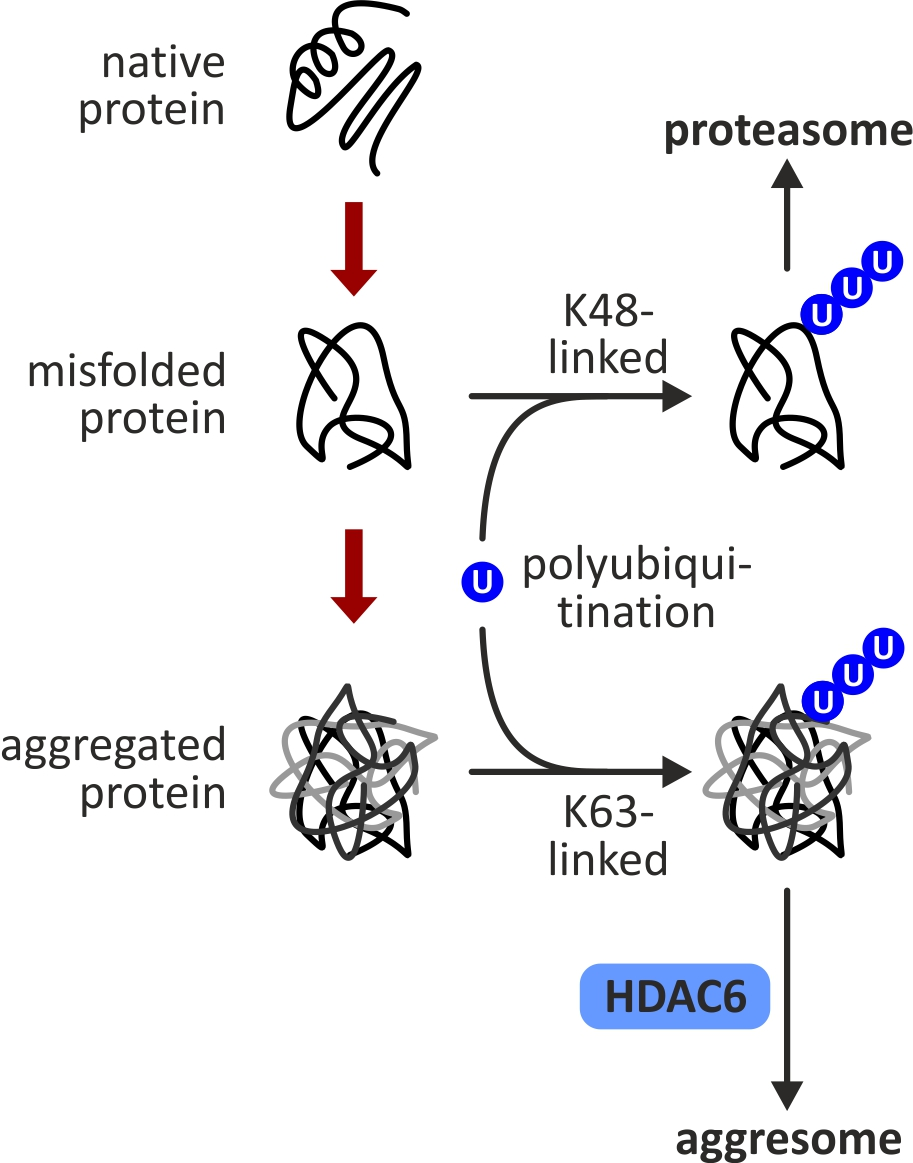 native
protein
proteasome
U
U
U
K48-
linked
misfolded
protein
U
polyubiqui-
tination
U
U
U
aggregated
protein
K63-
linked
HDAC6
aggresome